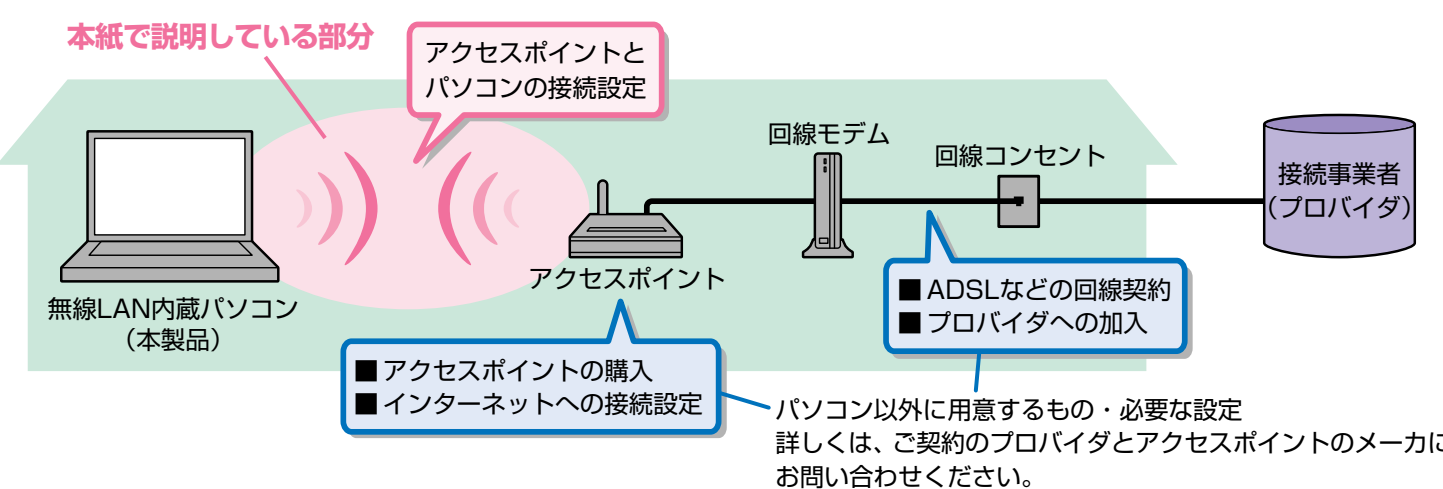 本紙で説明している部分
アクセスポイントと
パソコンの接続設定
回線モデム
回線コンセント
接続事業者
（プロバイダ）
アクセスポイント
無線LAN内蔵パソコン
（本製品）
■ ADSLなどの回線契約
■ プロバイダへの加入
■ アクセスポイントの購入
■ インターネットへの接続設定
パソコン以外に用意するもの・必要な設定
詳しくは、ご契約のプロバイダとアクセスポイントのメーカに
お問い合わせください。